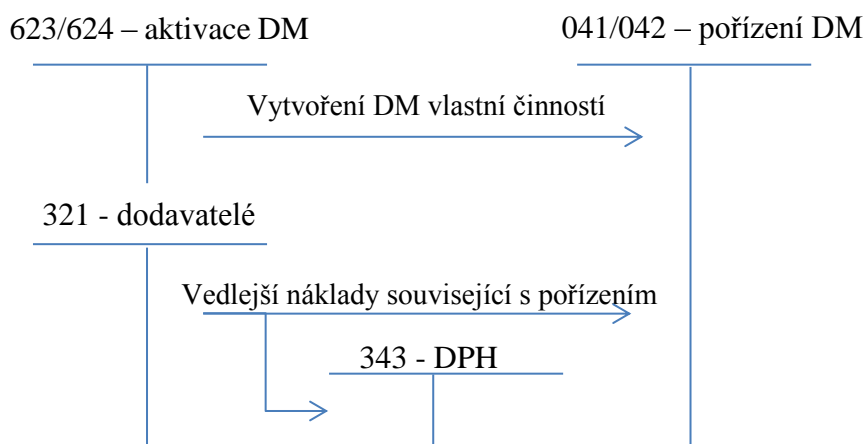 623/624 – aktivace DM
041/042 – pořízení DM
Vytvoření DM vlastní činností
321 - dodavatelé
Vedlejší náklady související s pořízením
343 - DPH